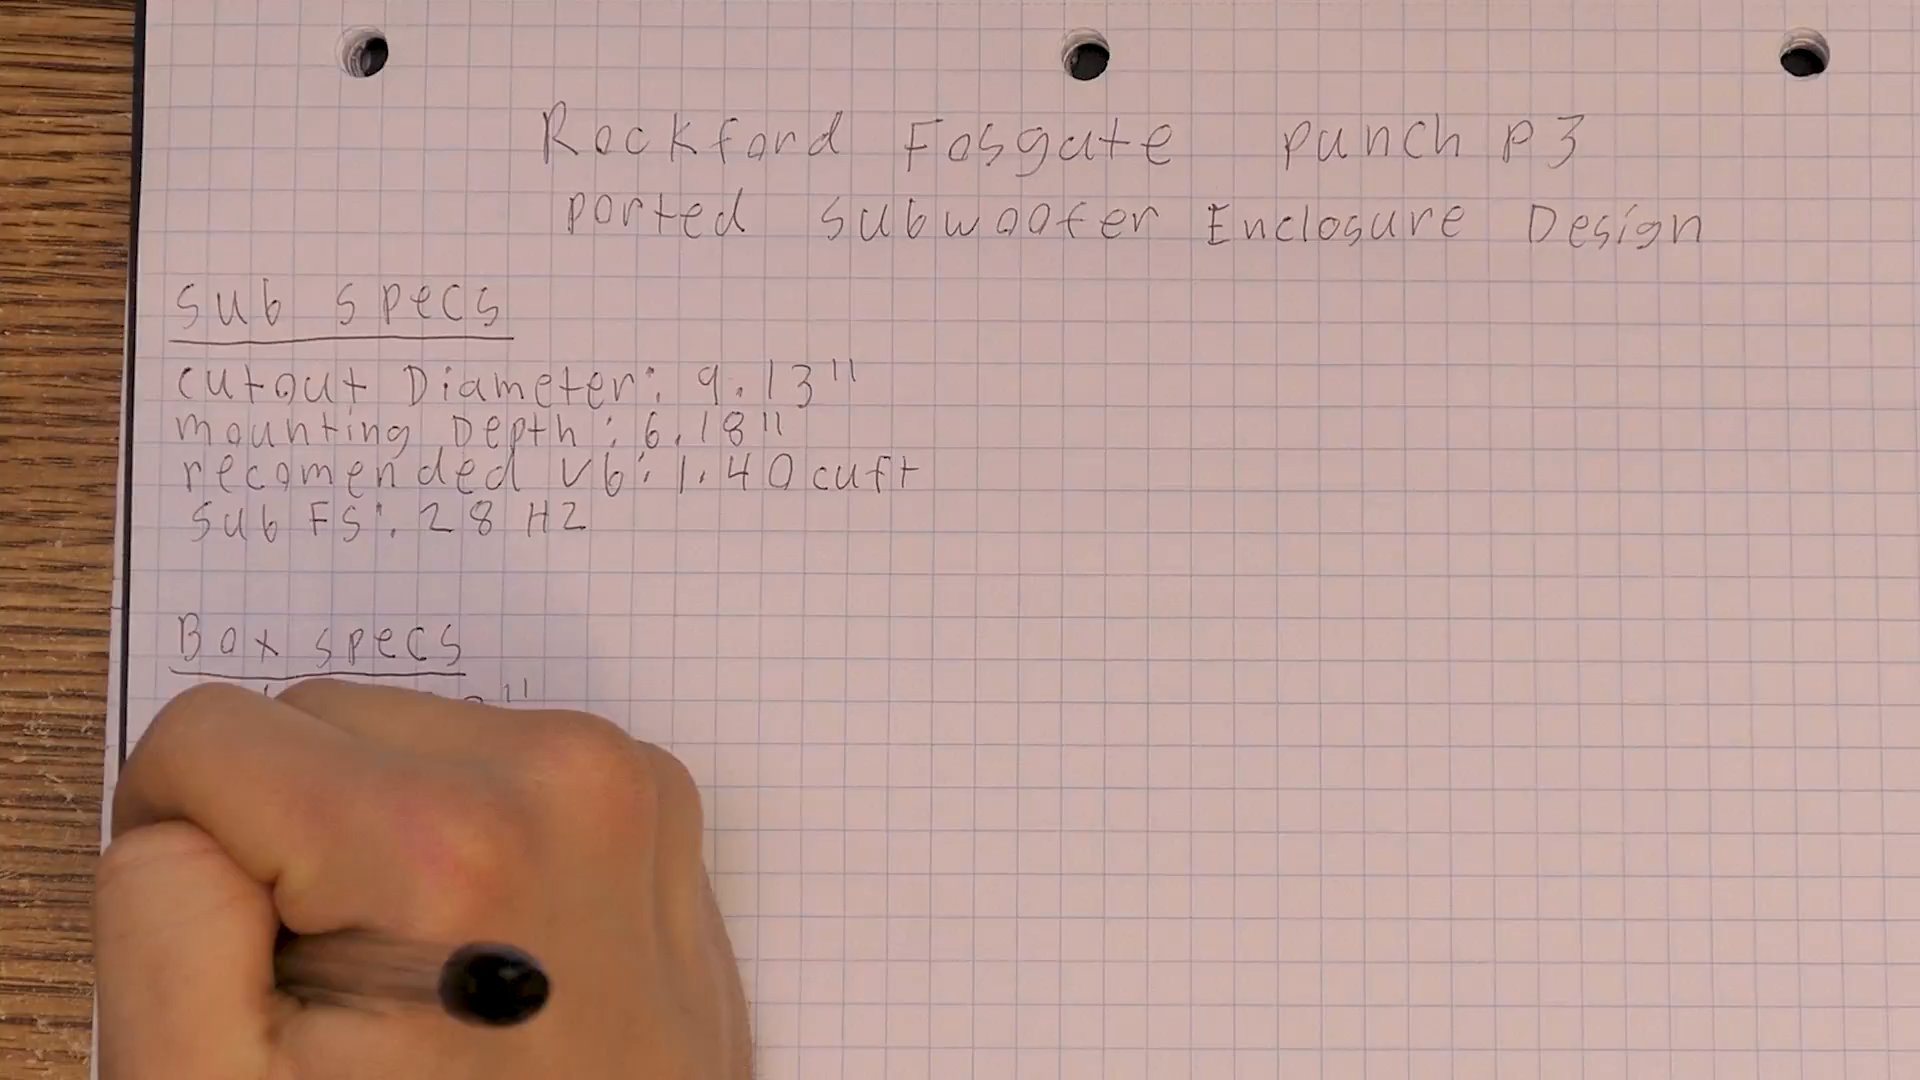 Rockford Fosgate punch p3
ported subwoofer Enclosure Design
sub specs
cutout Diameter: 9.13"
mounting Depth: 6.18"
recomended vb: 1.40 cuft
sub FS: 28 HZ
Box specs